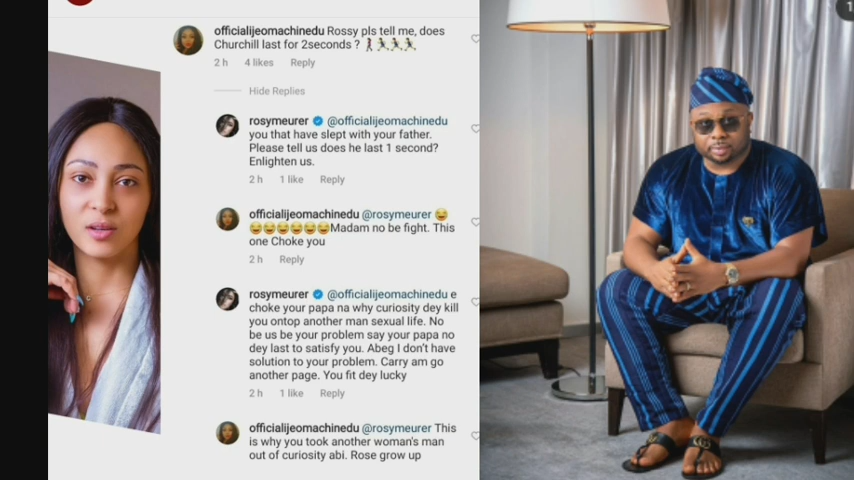 officialijeomachinedu Rossy pls tell me, does
Churchill last for 2seconds ?
2 h 4 likes Reply
Hide Replies
rosymeurer @officialijeomachinedu
you that have slept with your father.
Please tell us does he last 1 second?
Enlighten us.
2 h 1 like Reply
officialijeomachinedu @rosymeurer 😂
😂😂😂😂😂😂Madam no be fight. This
one Choke you
2 h Reply
rosymeurer @officialijeomachinedu e
choke your papa na why curiosity dey kill
you ontop another man sexual life. No
be us be your problem say your papa no
dey last to satisfy you. Abeg I don't have
solution to your problem. Carry am go
another page. You fit dey lucky
2 h 1 like Reply
officialijeomachinedu @rosymeurer This
is why you took another woman's man
out of curiosity abi. Rose grow up
1